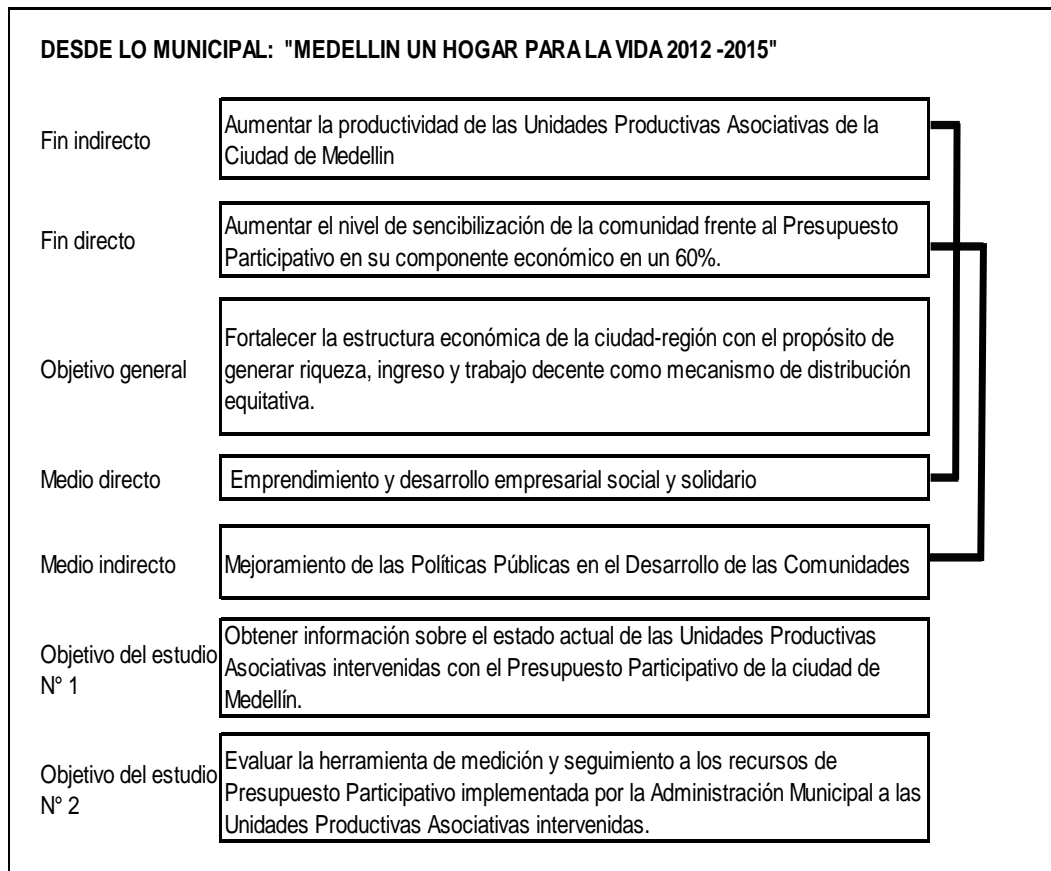 DESDE LO MUNICIPAL: "MEDELLIN UN HOGAR PARA LA VIDA 2012 -2015"
Fin indirecto
Aumentar la productividad de las Unidades Productivas Asociativas de la
Ciudad de Medellin
Fin directo
Aumentar el nivel de sencibilización de la comunidad frente al Presupuesto
Participativo en su componente económico en un 60%.
Objetivo general
Fortalecer la estructura económica de la ciudad-región con el propósito de
generar riqueza, ingreso y trabajo decente como mecanismo de distribución
equitativa.
Medio directo
Emprendimiento y desarrollo empresarial social y solidario
Medio indirecto
Mejoramiento de las Políticas Públicas en el Desarrollo de las Comunidades
Objetivo del estudio
N° 1
Obtener información sobre el estado actual de las Unidades Productivas
Asociativas intervenidas con el Presupuesto Participativo de la ciudad de
Medellín.
Objetivo del estudio
N° 2
Evaluar la herramienta de medición y seguimiento a los recursos de
Presupuesto Participativo implementada por la Administración Municipal a las
Unidades Productivas Asociativas intervenidas.